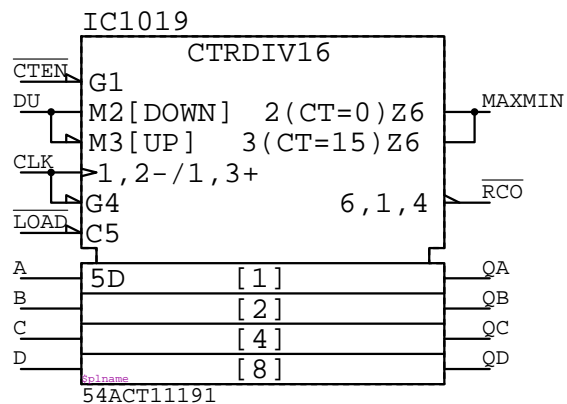 IC1019
CTRDIV16
CTEN
G1
DU
M2[DOWN] 2(CT=0)Z6
MAXMIN
M3[UP] 3(CT=15)Z6
CLK
1,2-/1,3+
G4
6,1,4
RCO
LOAD
C5
A
5D
[1]
QA
B
[2]
QB
C
[4]
QC
D
[8]
QD
$plname
54ACT11191